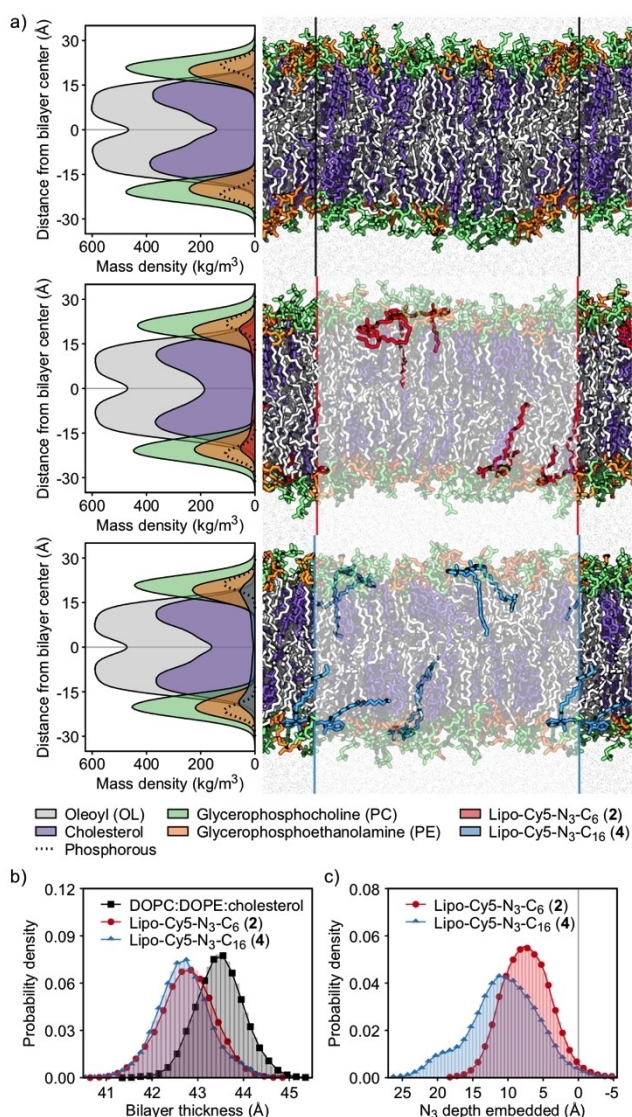 a)
Distance from bilayer center (Å)
30
15
0
-15
-30
600 400 200 0
Mass density (kg/m³)
Distance from bilayer center (Å)
30
15
0
-15
-30
600 400 200 0
Mass density (kg/m³)
Distance from bilayer center (Å)
30
15
0
-15
-30
600 400 200 0
Mass density (kg/m³)
Oleoyl (OL) Glycerophosphocholine (PC) Lipo-Cy5-N₃-C₆ (2)
Cholesterol Glycerophosphoethanolamine (PE) Lipo-Cy5-N₃-C₁₆ (4)
Phosphorous
b)
Probability density
0.12
0.09
0.06
0.03
0.00
DOPC:DOPE:cholesterol
Lipo-Cy5-N₃-C₆ (2)
Lipo-Cy5-N₃-C₁₆ (4)
41 42 43 44 45
Bilayer thickness (Å)
c)
Probability density
0.08
0.06
0.04
0.02
0.00
Lipo-Cy5-N₃-C₆ (2)
Lipo-Cy5-N₃-C₁₆ (4)
25 20 15 10 5 0 -5
N₃ depth embedded (Å)